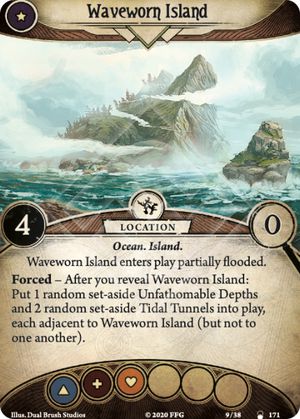 Waveworn Island
4
LOCATION
0
Ocean. Island.
Waveworn Island enters play partially flooded.
Forced – After you reveal Waveworn Island:
Put 1 random set-aside Unfathomable Depths
and 2 random set-aside Tidal Tunnels into play,
each adjacent to Waveworn Island (but not to
one another).
Illus. Dual Brush Studios
© 2020 FFG
9/38
171